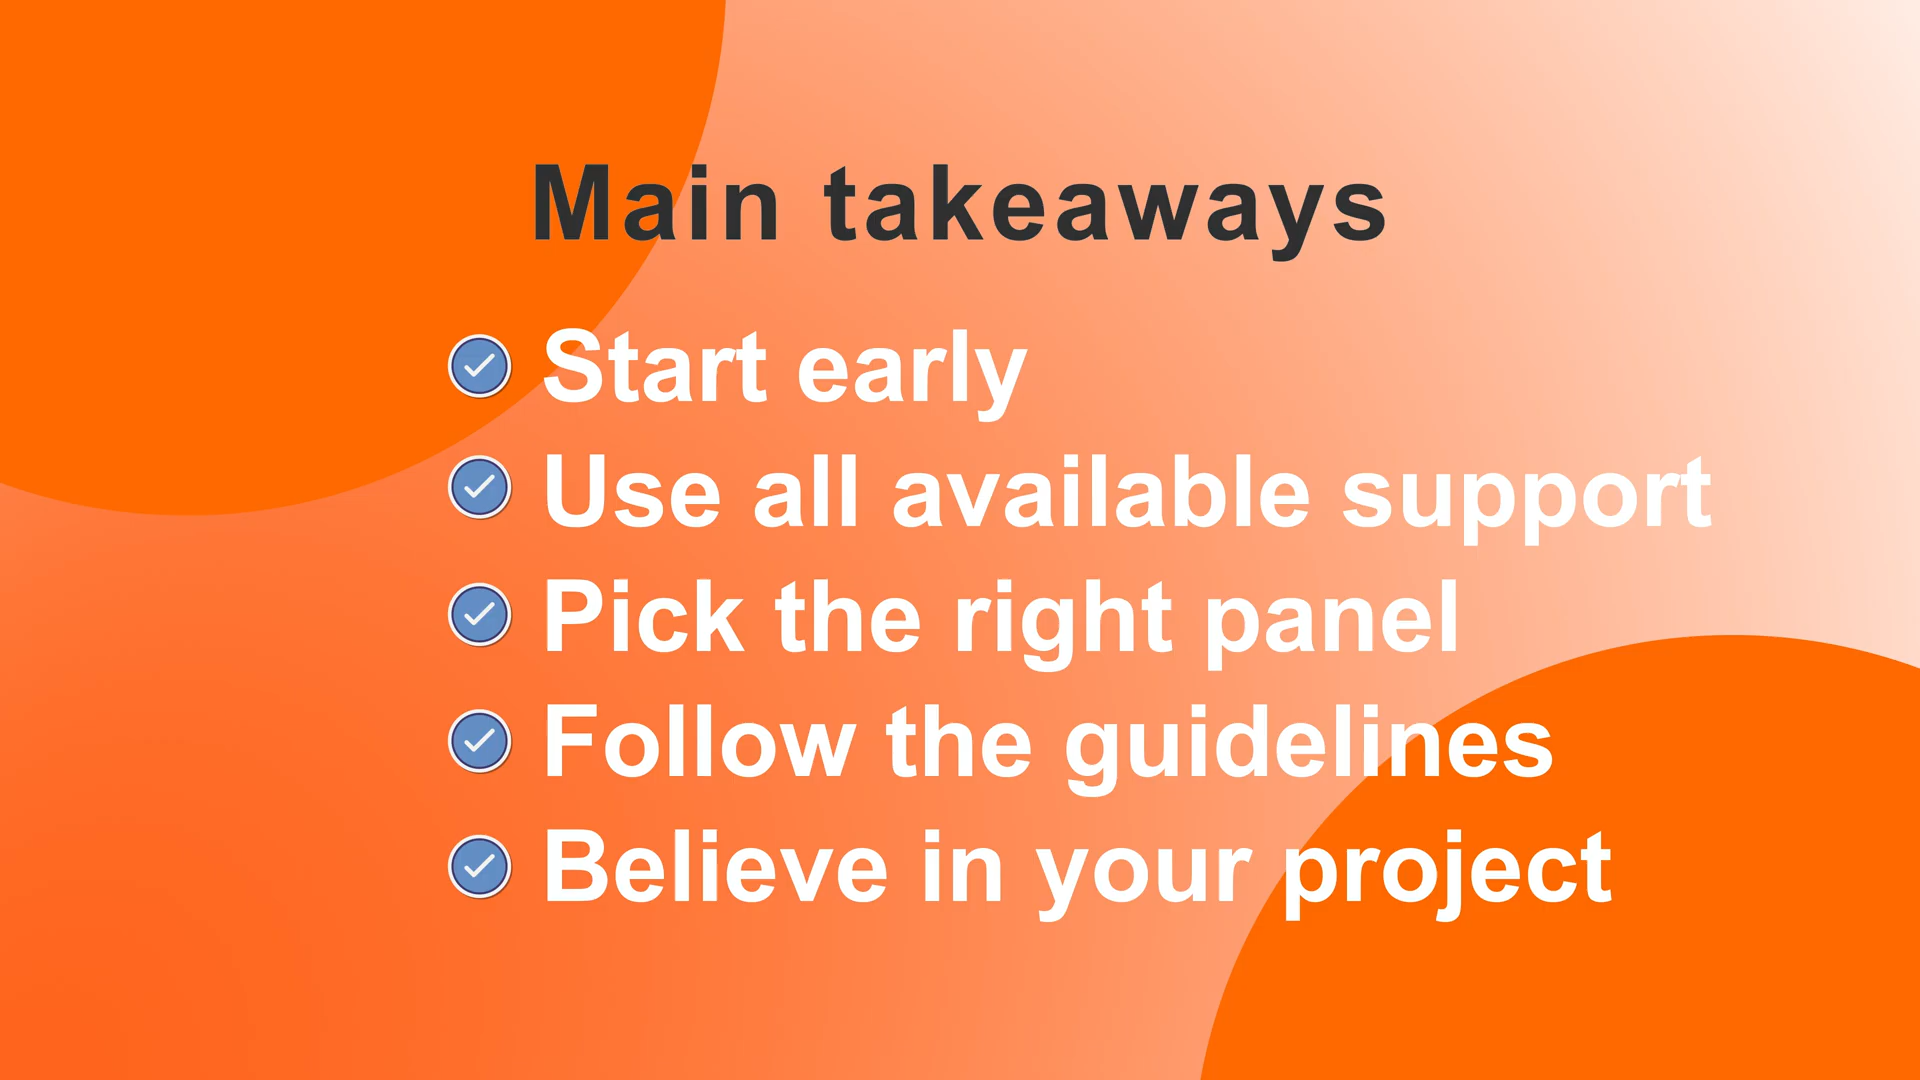 Main takeaways
Start early
Use all available support
Pick the right panel
Follow the guidelines
Believe in your project